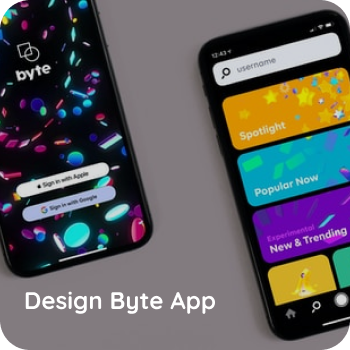 byte
Sign in with Apple
Sign in with Google
12:43
username
Spotlight
Popular Now
Experimental
New & Trending
Design Byte App